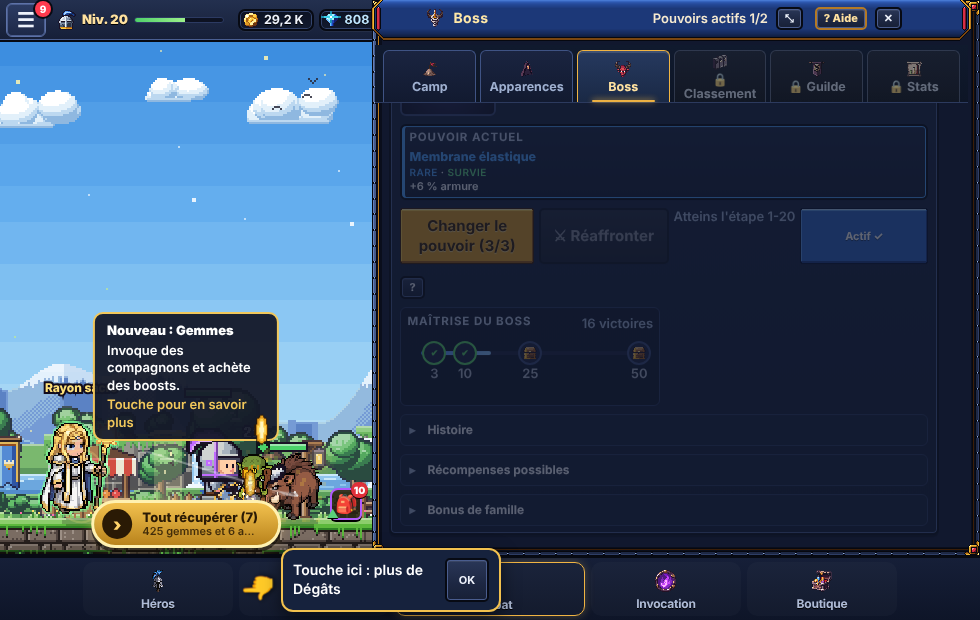 9
Niv. 20
29,2 K
808
Boss
Pouvoirs actifs 1/2
? Aide
Camp
Apparences
Boss
Classement
Guilde
Stats
POUVOIR ACTUEL
Membrane élastique
RARE · SURVIE
+6 % armure
Changer le
pouvoir (3/3)
Réaffronter
Atteins l'étape 1-20
Actif ✓
?
MAÎTRISE DU BOSS
16 victoires
3
10
25
50
Histoire
Récompenses possibles
Bonus de famille
Nouveau : Gemmes
Invoque des
compagnons et achète
des boosts.
Touche pour en savoir
plus
Rayon
10
Tout récupérer (7)
425 gemmes et 6 a...
Touche ici : plus de
Dégâts
OK
Héros
Invocation
Boutique